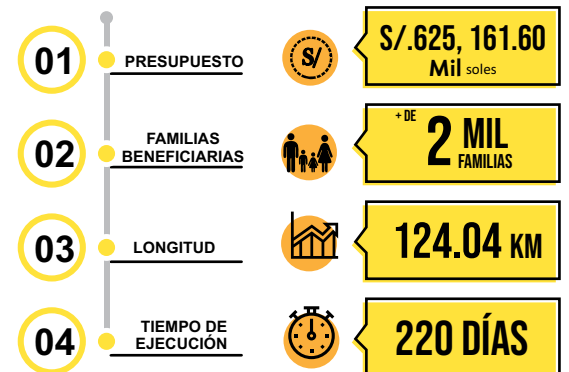 01
PRESUPUESTO
S/
S/.625, 161.60
Mil soles
02
FAMILIAS
BENEFICIARIAS
+ DE
2 MIL
FAMILIAS
03
LONGITUD
124.04 KM
04
TIEMPO DE
EJECUCIÓN
220 DÍAS